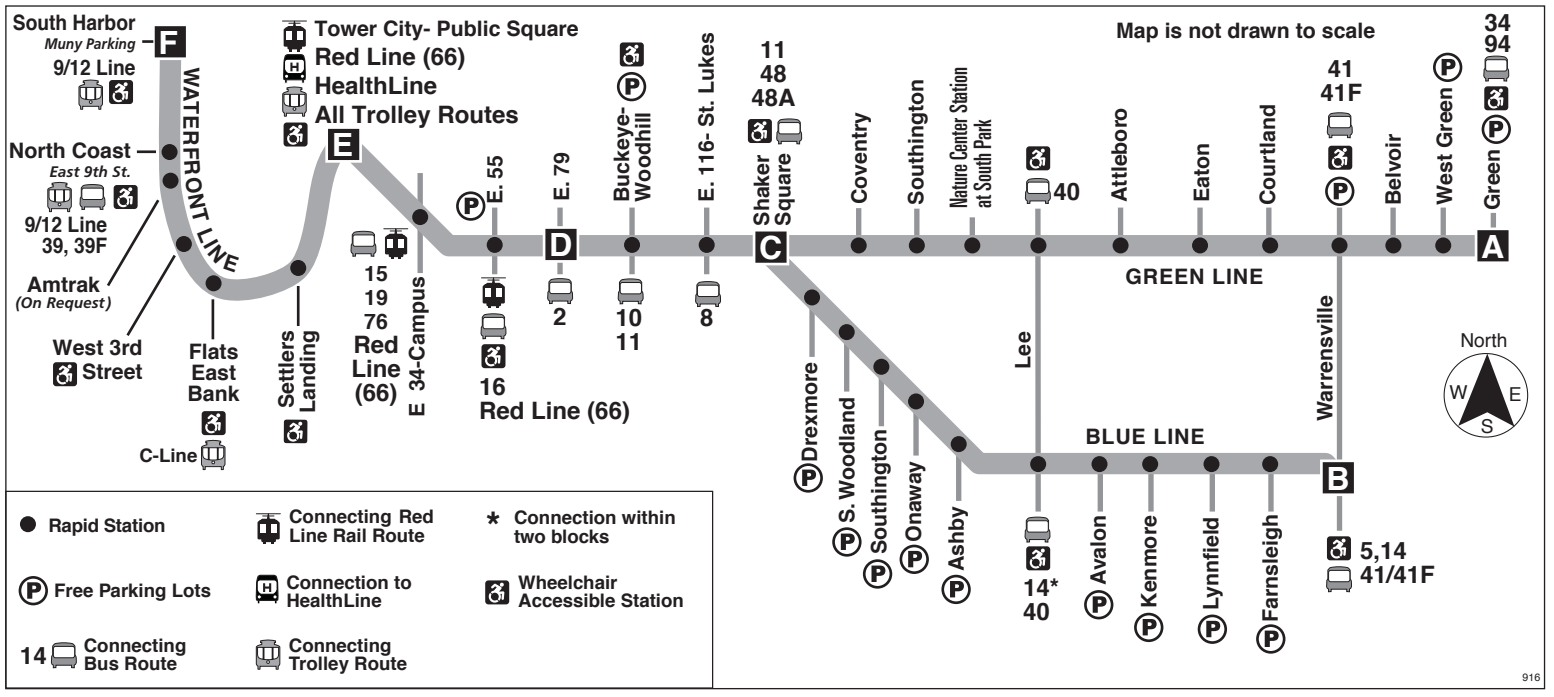 South Harbor
Muny Parking
F
9/12 Line
WATERFRONT LINE
North Coast
East 9th St.
9/12 Line
39, 39F
Amtrak
(On Request)
West 3rd
Street
Flats
East
Bank
C-Line
Settlers
Landing
Tower City- Public Square
Red Line (66)
H
HealthLine
All Trolley Routes
E
15
19
76
Red
Line
(66)
E 34-Campus
P
E. 55
16
Red Line (66)
E. 79
D
2
P
Buckeye-
Woodhill
10
11
E. 116- St. Lukes
8
11
48
48A
Shaker
Square
C
Map is not drawn to scale
Coventry
Southington
Nature Center Station
at South Park
40
Attleboro
Eaton
Courtland
41
41F
P
Belvoir
West Green
P
34
94
P
Green
A
GREEN LINE
Lee
Warrensville
Drexmore
P
S. Woodland
P
Southington
P
Onaway
P
Ashby
P
BLUE LINE
14*
40
Avalon
P
Kenmore
P
Lynnfield
P
Farnsleigh
P
B
5,14
41/41F
North
W
E
S
Rapid Station
Connecting Red
Line Rail Route
* Connection within
two blocks
P Free Parking Lots
H
Connection to
HealthLine
Wheelchair
Accessible Station
14
Connecting
Bus Route
Connecting
Trolley Route
916